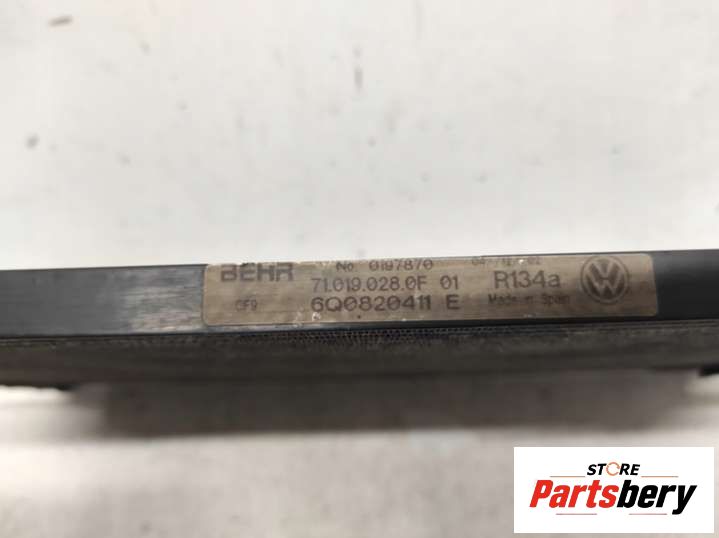 BEHR No. 0197870
71.019.028.0F 01 R134a
CF9 6Q0820411 E Made in Spain
STORE
Partsbery